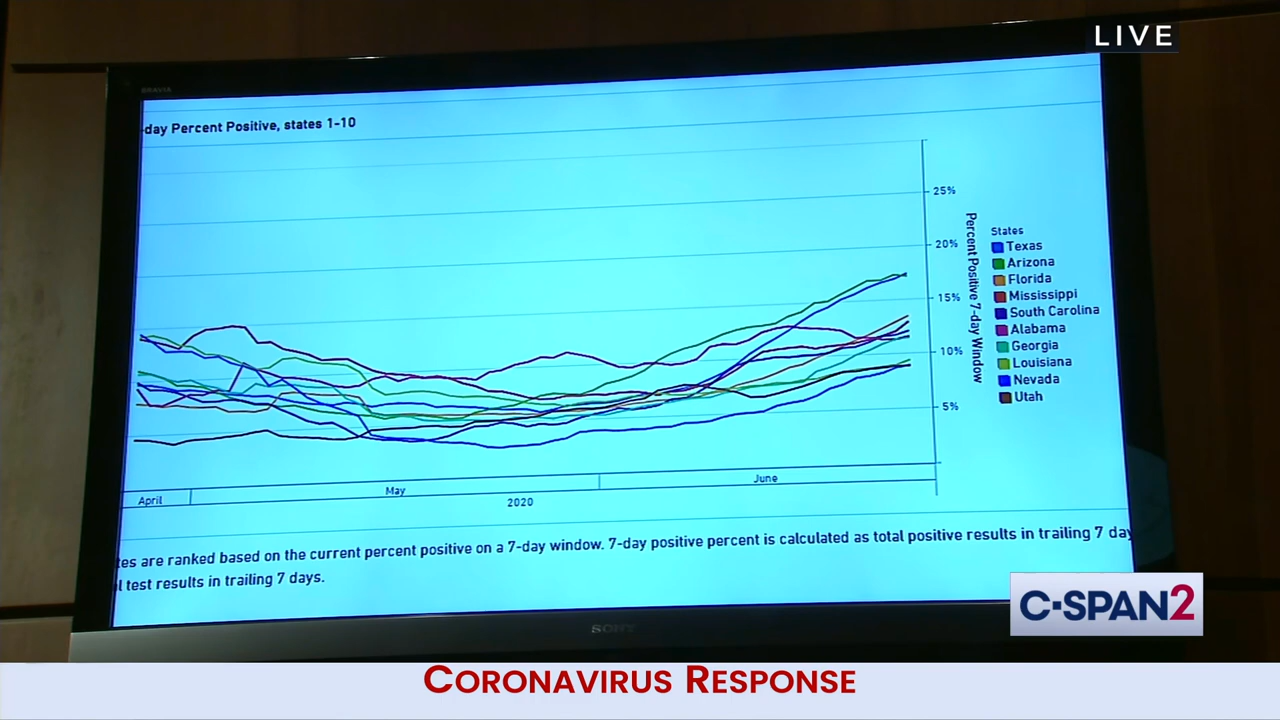 LIVE
BRAVIA
-day Percent Positive, states 1-10
25%
20%
15%
10%
5%
Percent Positive 7-day Window
States
Texas
Arizona
Florida
Mississippi
South Carolina
Alabama
Georgia
Louisiana
Nevada
Utah
April
May
June
2020
tes are ranked based on the current percent positive on a 7-day window. 7-day positive percent is calculated as total positive results in trailing 7 day
l test results in trailing 7 days.
C-SPAN2
SONY
CORONAVIRUS RESPONSE